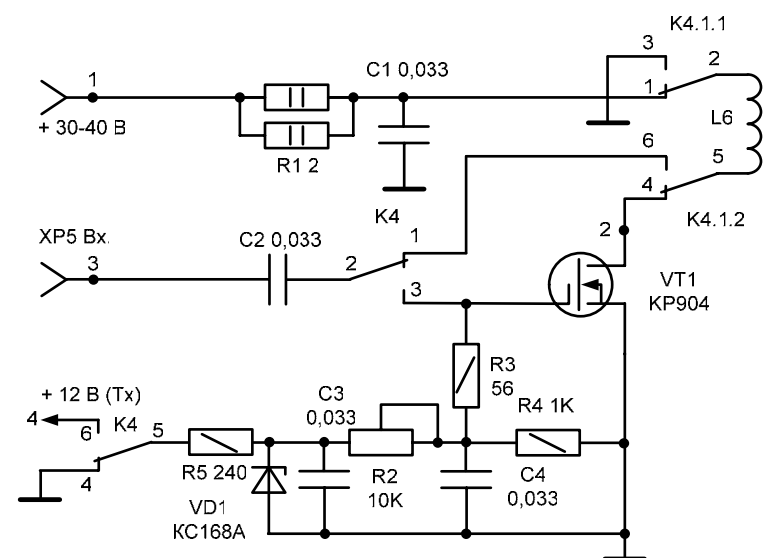 K4.1.1
3
2
1
C1 0,033
1
+ 30-40 В
R1 2
L6
6
5
4
K4.1.2
K4
XP5 Вх.
C2 0,033
1
2
2
3
3
VT1
KP904
R3
56
+ 12 В (Tx)
C3
0,033
R4 1K
4
6
K4
5
4
R5 240
R2
10K
C4
0,033
VD1
KC168A